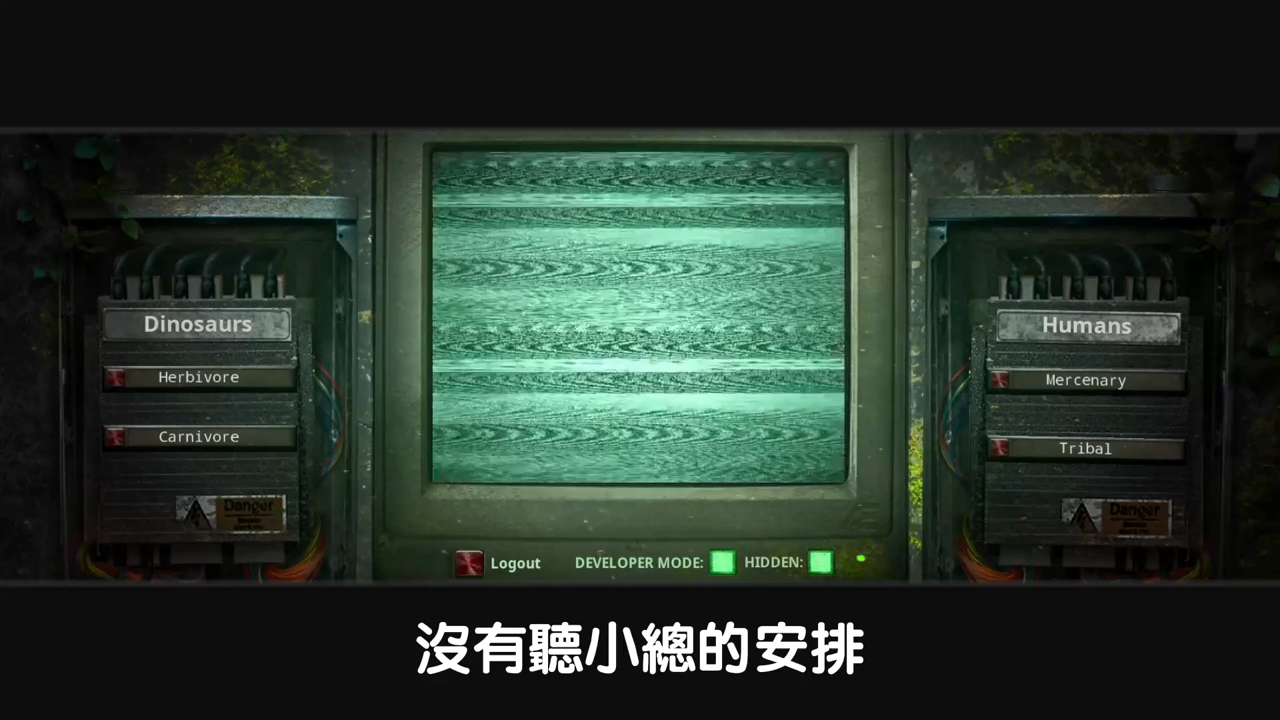 Dinosaurs
Herbivore
Carnivore
Danger
Logout
DEVELOPER MODE:
HIDDEN:
Humans
Mercenary
Tribal
Danger
沒有聽小總的安排